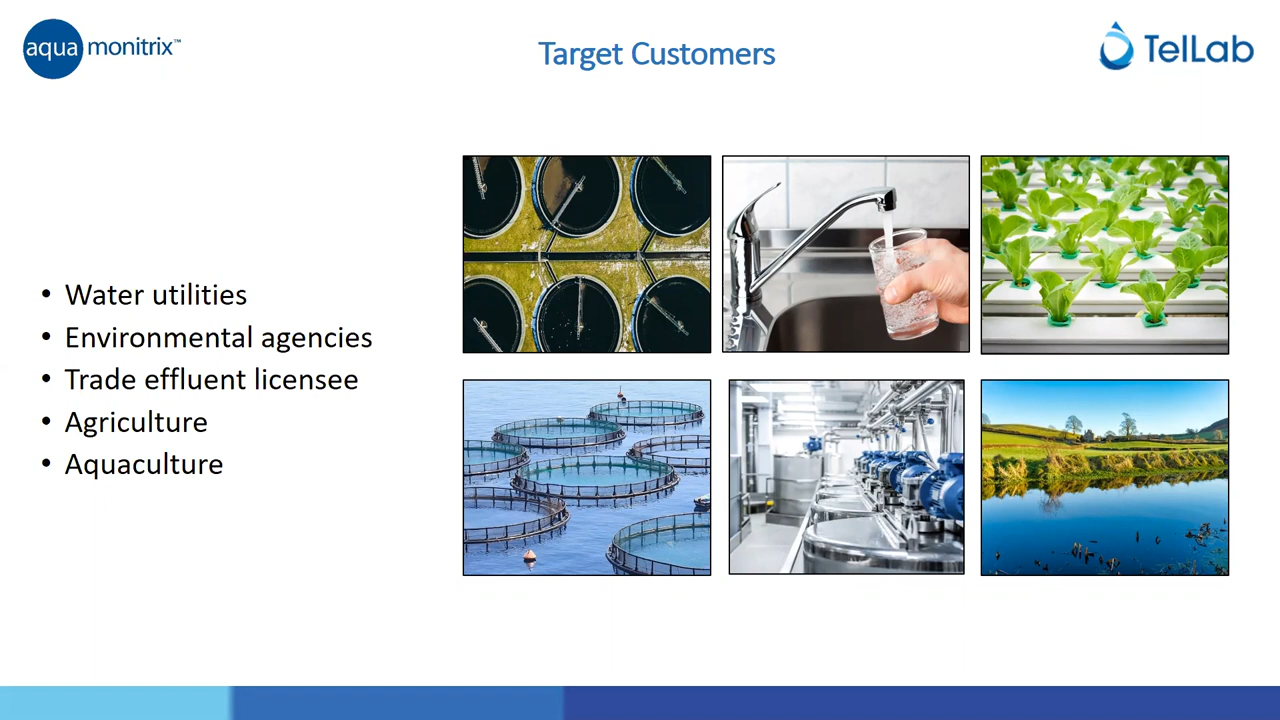 aqua monitrix™
Target Customers
TelLab
• Water utilities
• Environmental agencies
• Trade effluent licensee
• Agriculture
• Aquaculture